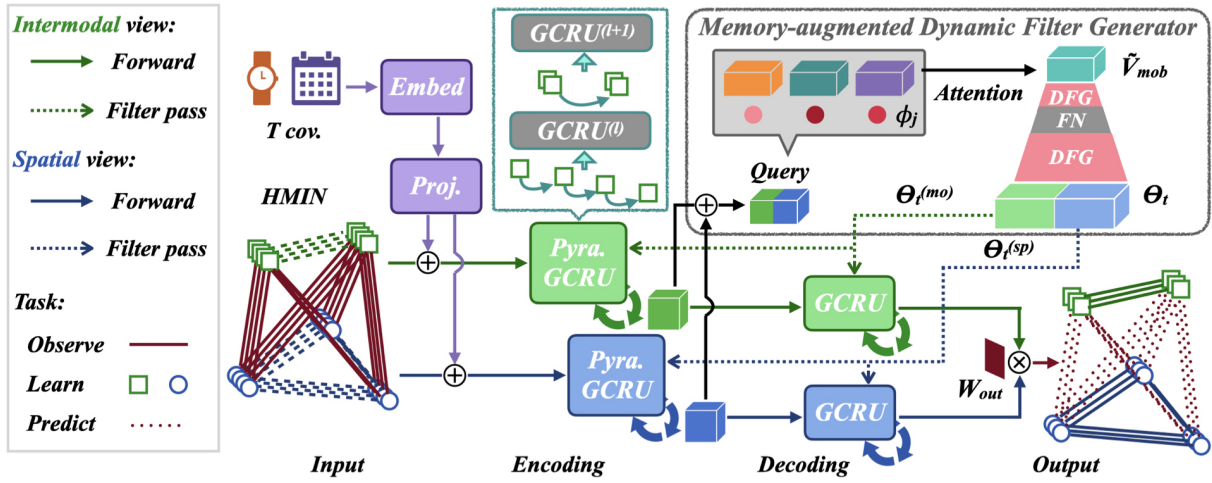 Intermodal view:
Forward
Filter pass
Spatial view:
Forward
Filter pass
Task:
Observe
Learn
Predict
T cov.
Embed
Proj.
HMIN
GCRU(l+1)
GCRU(l)
Pyra.
GCRU
Pyra.
GCRU
GCRU
GCRU
Memory-augmented Dynamic Filter Generator
ϕj
Attention
Ṽmob
DFG
FN
DFG
Query
Θt(mo)
Θt
Θt(sp)
Wout
Input
Encoding
Decoding
Output